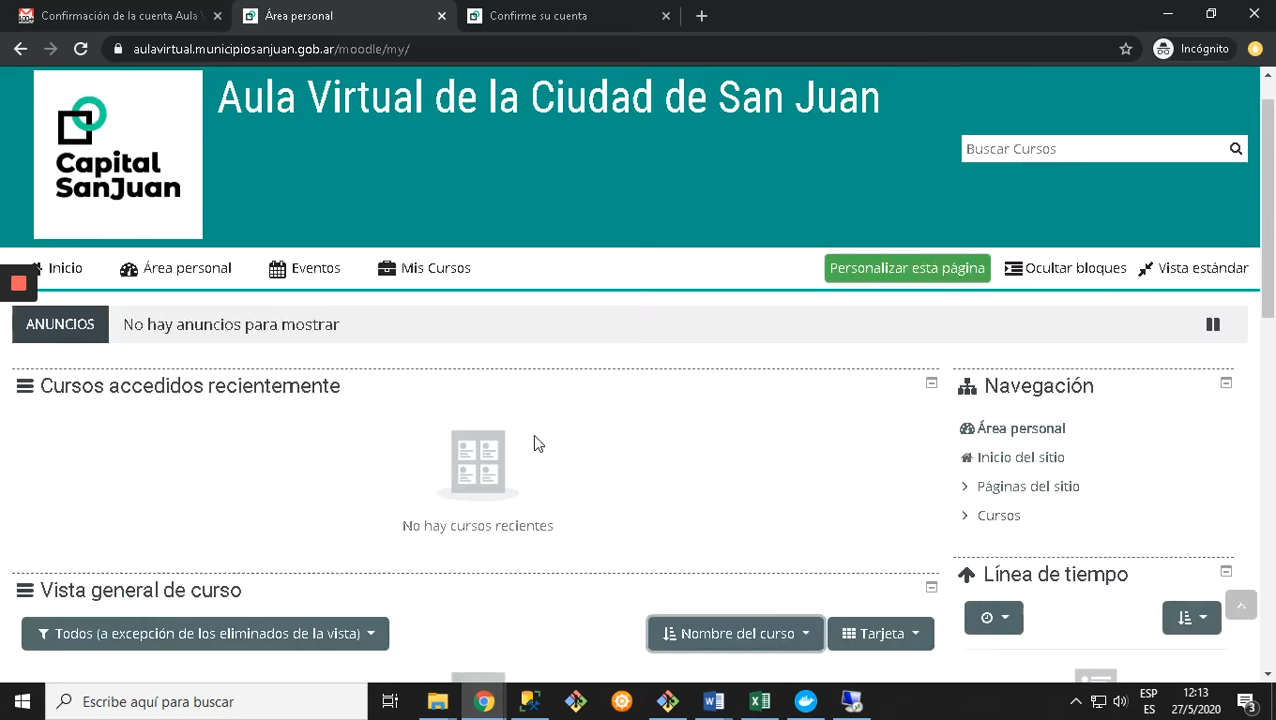 Confirmación de la cuenta Aula V
Área personal
Confirme su cuenta
aulavirtual.municipiosanjuan.gob.ar/moodle/my/
Incógnito
Capital
SanJuan
Aula Virtual de la Ciudad de San Juan
Buscar Cursos
Inicio
Área personal
Eventos
Mis Cursos
Personalizar esta página
Ocultar bloques
Vista estándar
ANUNCIOS
No hay anuncios para mostrar
Cursos accedidos recientemente
No hay cursos recientes
Vista general de curso
Todos (a excepción de los eliminados de la vista)
Nombre del curso
Tarjeta
Navegación
Área personal
Inicio del sitio
Páginas del sitio
Cursos
Línea de tiempo
Escribe aquí para buscar
ESP
ES
12:13
27/5/2020
3